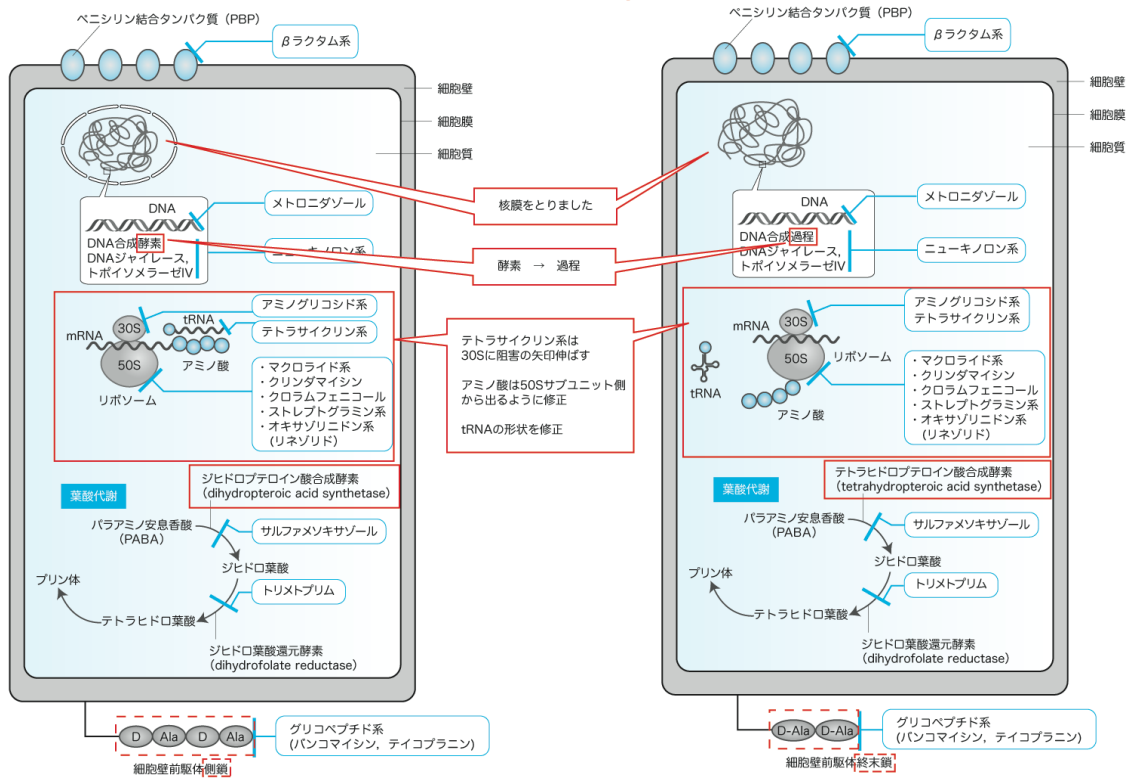 ペニシリン結合タンパク質（PBP）
βラクタム系
細胞壁
細胞膜
細胞質
DNA
メトロニダゾール
DNA合成酵素
DNAジャイレース，
トポイソメラーゼⅣ
ニューキノロン系
mRNA
30S
50S
tRNA
アミノ酸
リボソーム
アミノグリコシド系
テトラサイクリン系
・マクロライド系
・クリンダマイシン
・クロラムフェニコール
・ストレプトグラミン系
・オキサゾリニドン系
（リネゾリド）
ジヒドロプテロイン酸合成酵素
（dihydropteroic acid synthetase）
葉酸代謝
パラアミノ安息香酸
（PABA）
サルファメソキサゾール
ジヒドロ葉酸
プリン体
トリメトプリム
テトラヒドロ葉酸
ジヒドロ葉酸還元酵素
（dihydrofolate reductase）
D Ala D Ala
グリコペプチド系
（バンコマイシン，テイコプラニン）
細胞壁前駆体側鎖
核膜をとりました
酵素 → 過程
テトラサイクリン系は
30Sに阻害の矢印伸ばす
アミノ酸は50Sサブユニット側
から出るように修正
tRNAの形状を修正
ペニシリン結合タンパク質（PBP）
βラクタム系
細胞壁
細胞膜
細胞質
DNA
メトロニダゾール
DNA合成過程
DNAジャイレース，
トポイソメラーゼⅣ
ニューキノロン系
mRNA
30S
50S
リボソーム
tRNA
アミノ酸
アミノグリコシド系
テトラサイクリン系
・マクロライド系
・クリンダマイシン
・クロラムフェニコール
・ストレプトグラミン系
・オキサゾリニドン系
（リネゾリド）
テトラヒドロプテロイン酸合成酵素
（tetrahydropteroic acid synthetase）
葉酸代謝
パラアミノ安息香酸
（PABA）
サルファメソキサゾール
ジヒドロ葉酸
プリン体
トリメトプリム
テトラヒドロ葉酸
ジヒドロ葉酸還元酵素
（dihydrofolate reductase）
D-Ala D-Ala
グリコペプチド系
（バンコマイシン，テイコプラニン）
細胞壁前駆体終末鎖